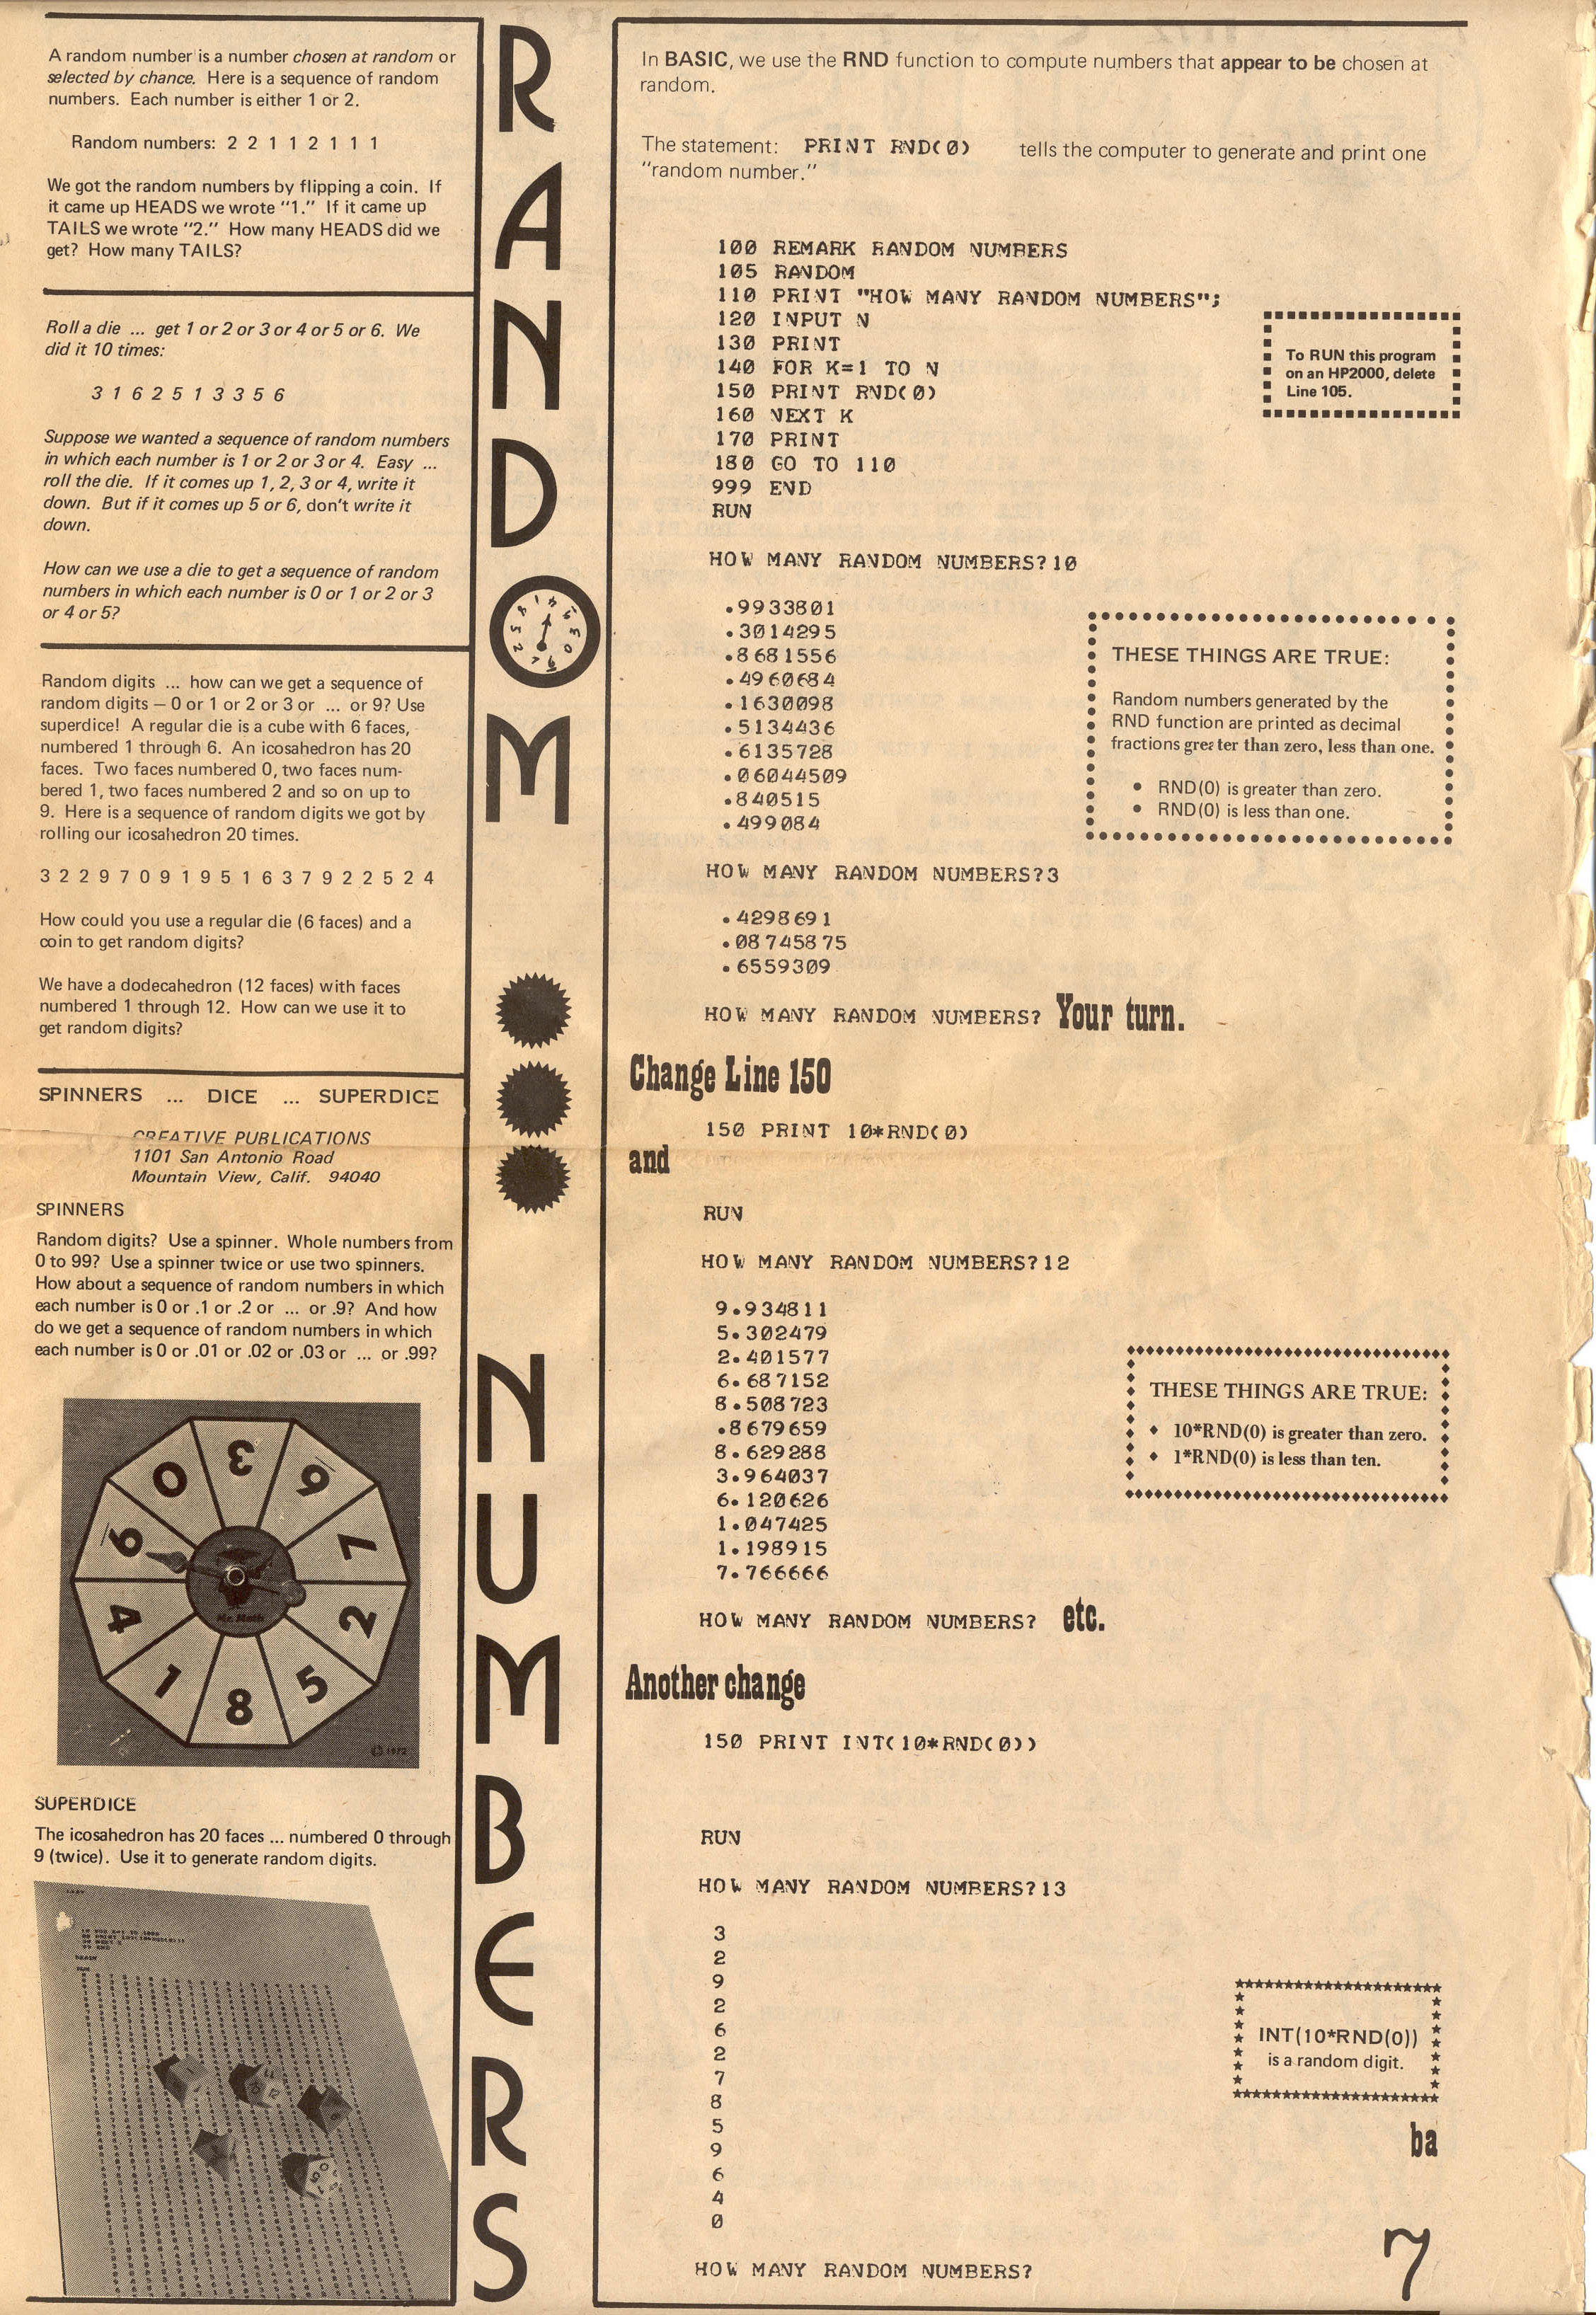 A random number is a number chosen at random or
selected by chance. Here is a sequence of random
numbers. Each number is either 1 or 2.
Random numbers: 2 2 1 1 2 1 1 1
We got the random numbers by flipping a coin. If
it came up HEADS we wrote "1." If it came up
TAILS we wrote "2." How many HEADS did we
get? How many TAILS?
Roll a die ... get 1 or 2 or 3 or 4 or 5 or 6. We
did it 10 times:
3 1 6 2 5 1 3 3 5 6
Suppose we wanted a sequence of random numbers
in which each number is 1 or 2 or 3 or 4. Easy ...
roll the die. If it comes up 1, 2, 3 or 4, write it
down. But if it comes up 5 or 6, don't write it
down.
How can we use a die to get a sequence of random
numbers in which each number is 0 or 1 or 2 or 3
or 4 or 5?
Random digits ... how can we get a sequence of
random digits — 0 or 1 or 2 or 3 or ... or 9? Use
superdice! A regular die is a cube with 6 faces,
numbered 1 through 6. An icosahedron has 20
faces. Two faces numbered 0, two faces num-
bered 1, two faces numbered 2 and so on up to
9. Here is a sequence of random digits we got by
rolling our icosahedron 20 times.
3 2 2 9 7 0 9 1 9 5 1 6 3 7 9 2 2 5 2 4
How could you use a regular die (6 faces) and a
coin to get random digits?
We have a dodecahedron (12 faces) with faces
numbered 1 through 12. How can we use it to
get random digits?
SPINNERS ... DICE ... SUPERDICE
CREATIVE PUBLICATIONS
1101 San Antonio Road
Mountain View, Calif. 94040
SPINNERS
Random digits? Use a spinner. Whole numbers from
0 to 99? Use a spinner twice or use two spinners.
How about a sequence of random numbers in which
each number is 0 or .1 or .2 or ... or .9? And how
do we get a sequence of random numbers in which
each number is 0 or .01 or .02 or .03 or ... or .99?
3
6
7
2
5
8
1
4
9
0
Mr. Math
© 1972
SUPERDICE
The icosahedron has 20 faces ... numbered 0 through
9 (twice). Use it to generate random digits.
RANDOM NUMBERS
In BASIC, we use the RND function to compute numbers that appear to be chosen at
random.
The statement: PRINT RND(0) tells the computer to generate and print one
"random number."
100 REMARK RANDOM NUMBERS
105 RANDOM
110 PRINT "HOW MANY RANDOM NUMBERS";
120 INPUT N
130 PRINT
140 FOR K=1 TO N
150 PRINT RND(0)
160 NEXT K
170 PRINT
180 GO TO 110
999 END
RUN
To RUN this program
on an HP2000, delete
Line 105.
HOW MANY RANDOM NUMBERS?10
.9933801
.3014295
.8681556
.4960684
.1630098
.5134436
.6135728
.06044509
.840515
.499084
THESE THINGS ARE TRUE:
Random numbers generated by the
RND function are printed as decimal
fractions greater than zero, less than one.
• RND(0) is greater than zero.
• RND(0) is less than one.
HOW MANY RANDOM NUMBERS?3
.4298691
.08745875
.6559309
HOW MANY RANDOM NUMBERS? Your turn.
Change Line 150
150 PRINT 10*RND(0)
and
RUN
HOW MANY RANDOM NUMBERS?12
9.934811
5.302479
2.401577
6.687152
8.508723
.8679659
8.629288
3.964037
6.120626
1.047425
1.198915
7.766666
THESE THINGS ARE TRUE:
♦ 10*RND(0) is greater than zero.
♦ 1*RND(0) is less than ten.
HOW MANY RANDOM NUMBERS? etc.
Another change
150 PRINT INT(10*RND(0))
RUN
HOW MANY RANDOM NUMBERS?13
3
2
9
2
6
2
7
8
5
9
6
4
0
INT(10*RND(0))
is a random digit.
ba
HOW MANY RANDOM NUMBERS?
7